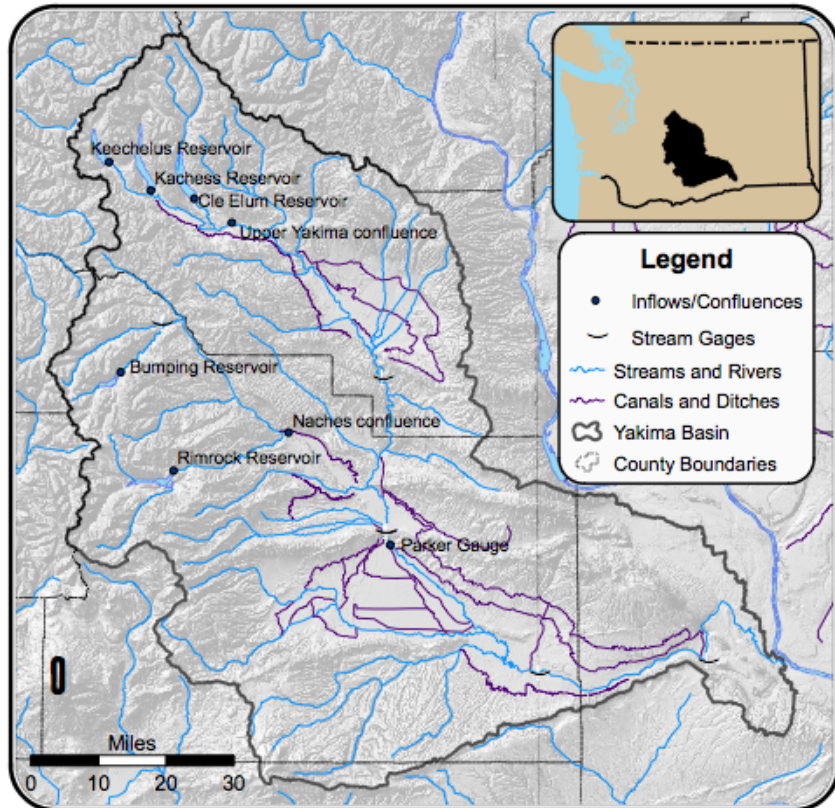 Keechelus Reservoir
Kachess Reservoir
Cle Elum Reservoir
Upper Yakima confluence
Bumping Reservoir
Naches confluence
Rimrock Reservoir
Parker Gauge
Legend
Inflows/Confluences
Stream Gages
Streams and Rivers
Canals and Ditches
Yakima Basin
County Boundaries
0
Miles
0 10 20 30